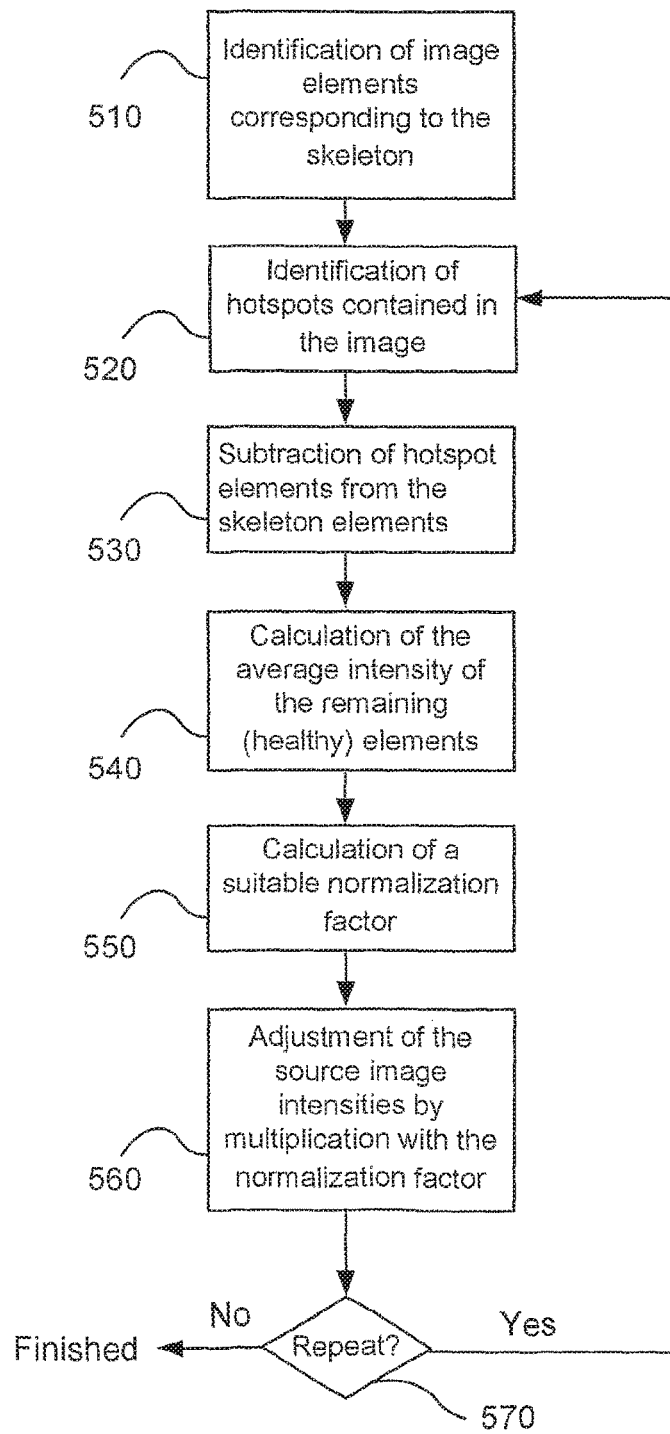 Identification of image
elements
corresponding to the
skeleton
510
Identification of
hotspots contained in
the image
520
Subtraction of hotspot
elements from the
skeleton elements
530
Calculation of the
average intensity of
the remaining
(healthy) elements
540
Calculation of a
suitable normalization
factor
550
Adjustment of the
source image
intensities by
multiplication with the
normalization factor
560
No
Yes
Finished
Repeat?
570